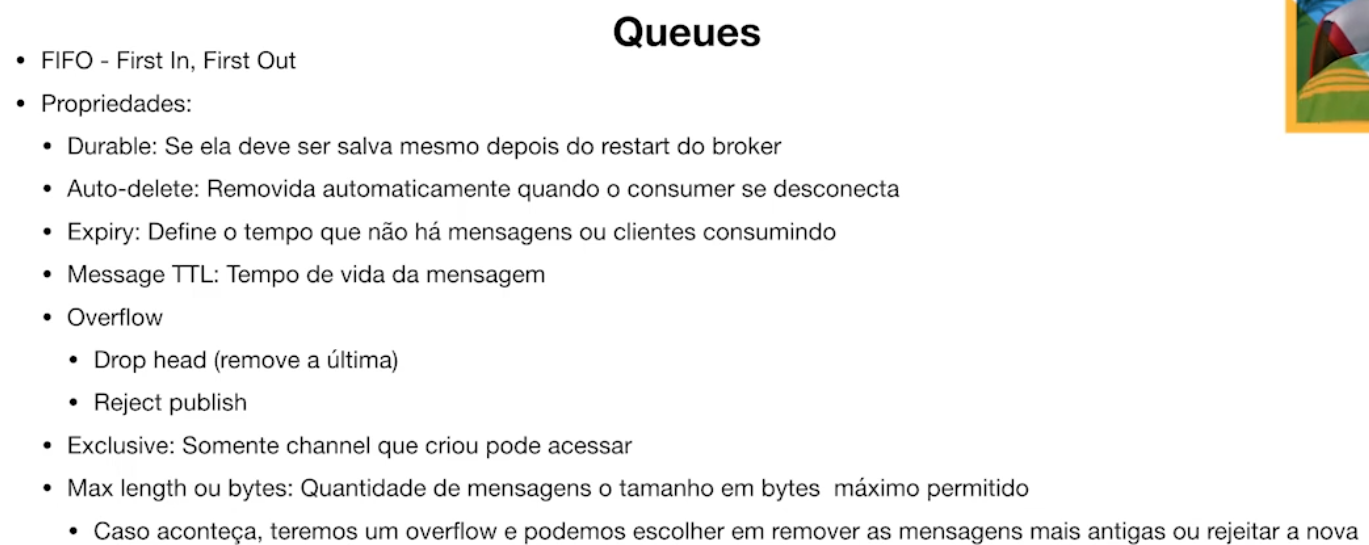 Queues
• FIFO - First In, First Out
• Propriedades:
• Durable: Se ela deve ser salva mesmo depois do restart do broker
• Auto-delete: Removida automaticamente quando o consumer se desconecta
• Expiry: Define o tempo que não há mensagens ou clientes consumindo
• Message TTL: Tempo de vida da mensagem
• Overflow
• Drop head (remove a última)
• Reject publish
• Exclusive: Somente channel que criou pode acessar
• Max length ou bytes: Quantidade de mensagens o tamanho em bytes máximo permitido
• Caso aconteça, teremos um overflow e podemos escolher em remover as mensagens mais antigas ou rejeitar a nova